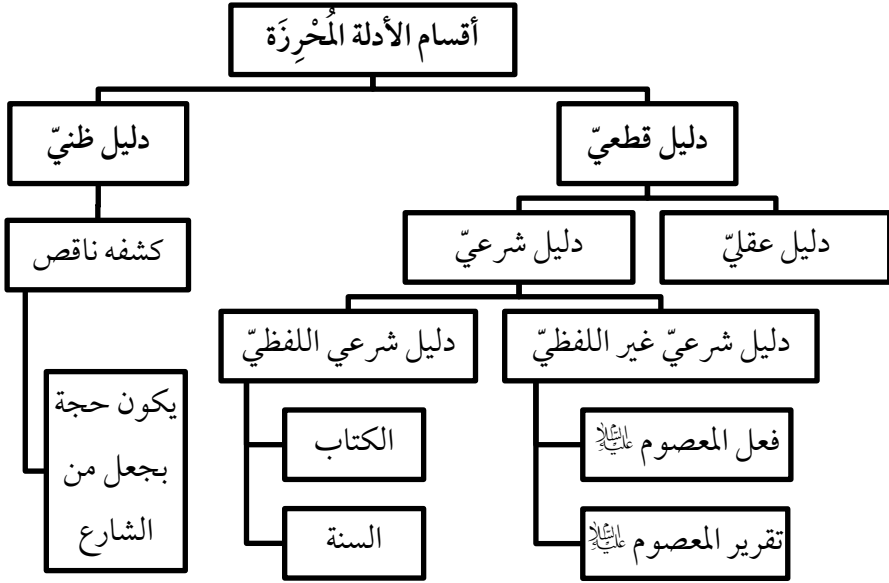 أقسام الأدلة المُحْرِزَة
دليل قطعيّ
دليل ظنيّ
دليل عقليّ
دليل شرعيّ
كشفه ناقص
دليل شرعيّ غير اللفظيّ
دليل شرعي اللفظيّ
يكون حجة
بجعل من
الشارع
فعل المعصوم عليه السلام
الكتاب
تقرير المعصوم عليه السلام
السنة